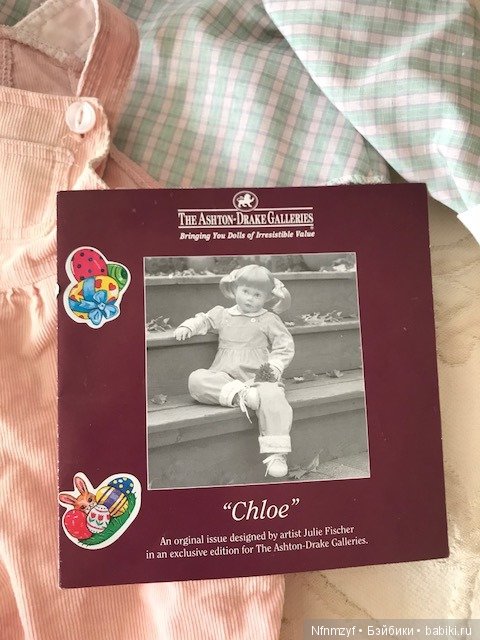 THE ASHTON-DRAKE GALLERIES
Bringing You Dolls of Irresistible Value
"Chloe"
An orginal issue designed by artist Julie Fischer
in an exclusive edition for The Ashton-Drake Galleries.
Nfnmzyf • Бэйбики • babiki.ru